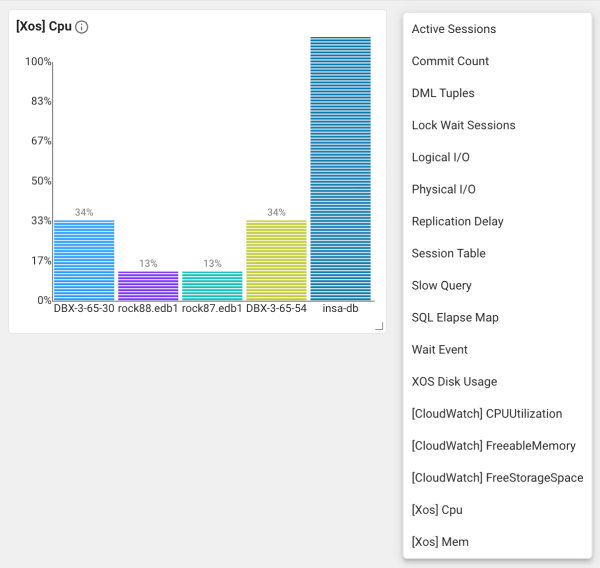 [Xos] Cpu
100%
83%
67%
50%
33%
17%
0%
34%
13%
13%
34%
DBX-3-65-30 rock88.edb1 rock87.edb1 DBX-3-65-54 insa-db
Active Sessions
Commit Count
DML Tuples
Lock Wait Sessions
Logical I/O
Physical I/O
Replication Delay
Session Table
Slow Query
SQL Elapse Map
Wait Event
XOS Disk Usage
[CloudWatch] CPUUtilization
[CloudWatch] FreeableMemory
[CloudWatch] FreeStorageSpace
[Xos] Cpu
[Xos] Mem